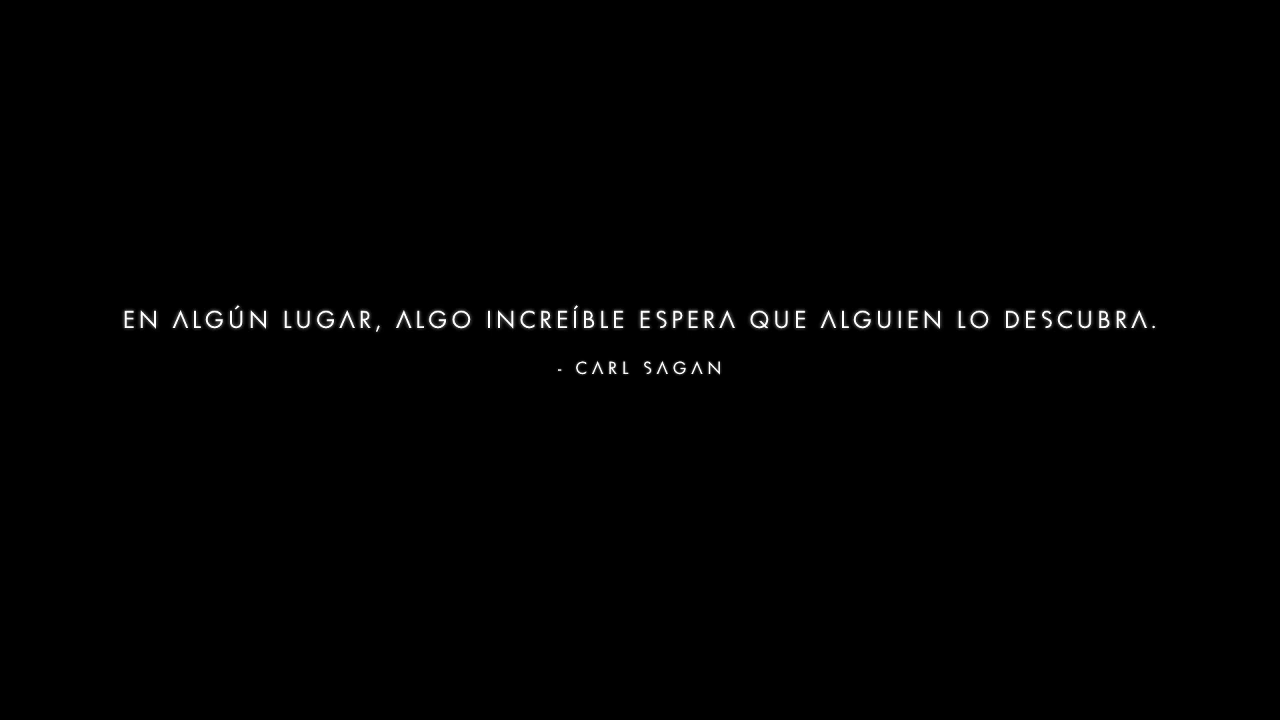 EN ALGÚN LUGAR, ALGO INCREÍBLE ESPERA QUE ALGUIEN LO DESCUBRA.
- CARL SAGAN